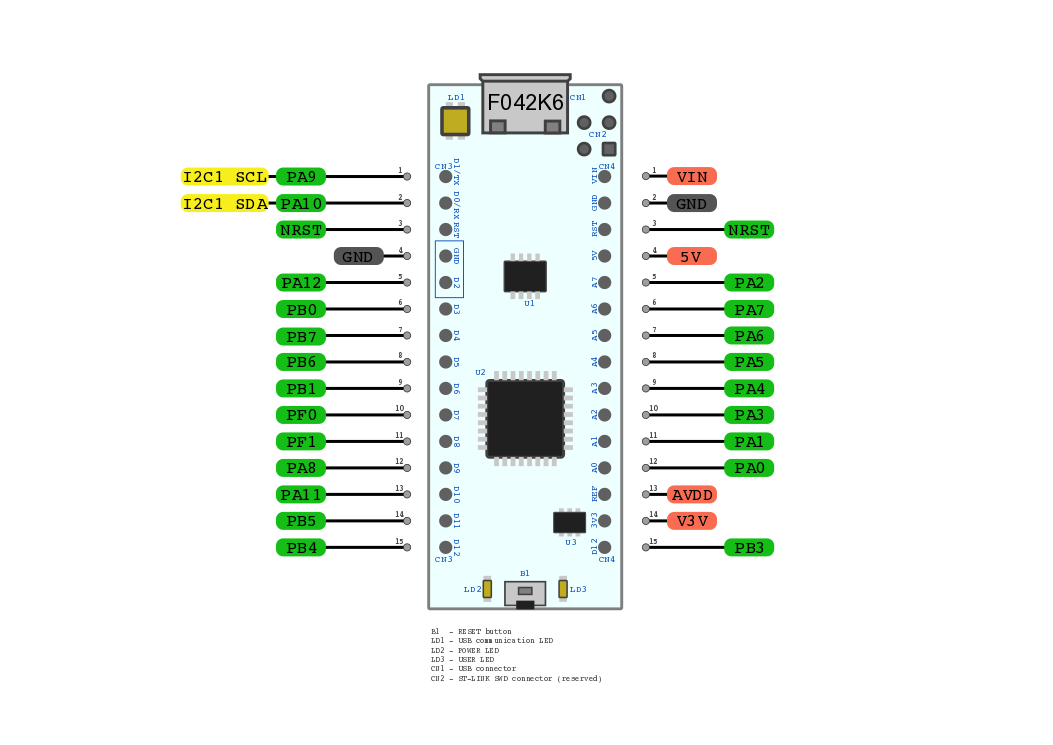 F042K6
LD1
CN1
CN2
CN3
CN4
I2C1 SCL PA9 1 D1/TX VIN 1 VIN
I2C1 SDA PA10 2 D0/RX GND 2 GND
NRST 3 RST RST 3 NRST
GND 4 GND 5V 4 5V
PA12 5 D2 A7 5 PA2
PB0 6 D3 A6 6 PA7
PB7 7 D4 A5 7 PA6
PB6 8 D5 A4 8 PA5
PB1 9 D6 A3 9 PA4
PF0 10 D7 A2 10 PA3
PF1 11 D8 A1 11 PA1
PA8 12 D9 A0 12 PA0
PA11 13 D10 REF 13 AVDD
PB5 14 D11 3V3 14 V3V
PB4 15 D12 D12 15 PB3
U1
U2
U3
CN3
CN4
B1
LD2
LD3
B1 - RESET button
LD1 - USB communication LED
LD2 - POWER LED
LD3 - USER LED
CN1 - USB connector
CN2 - ST-LINK SWD connector (reserved)